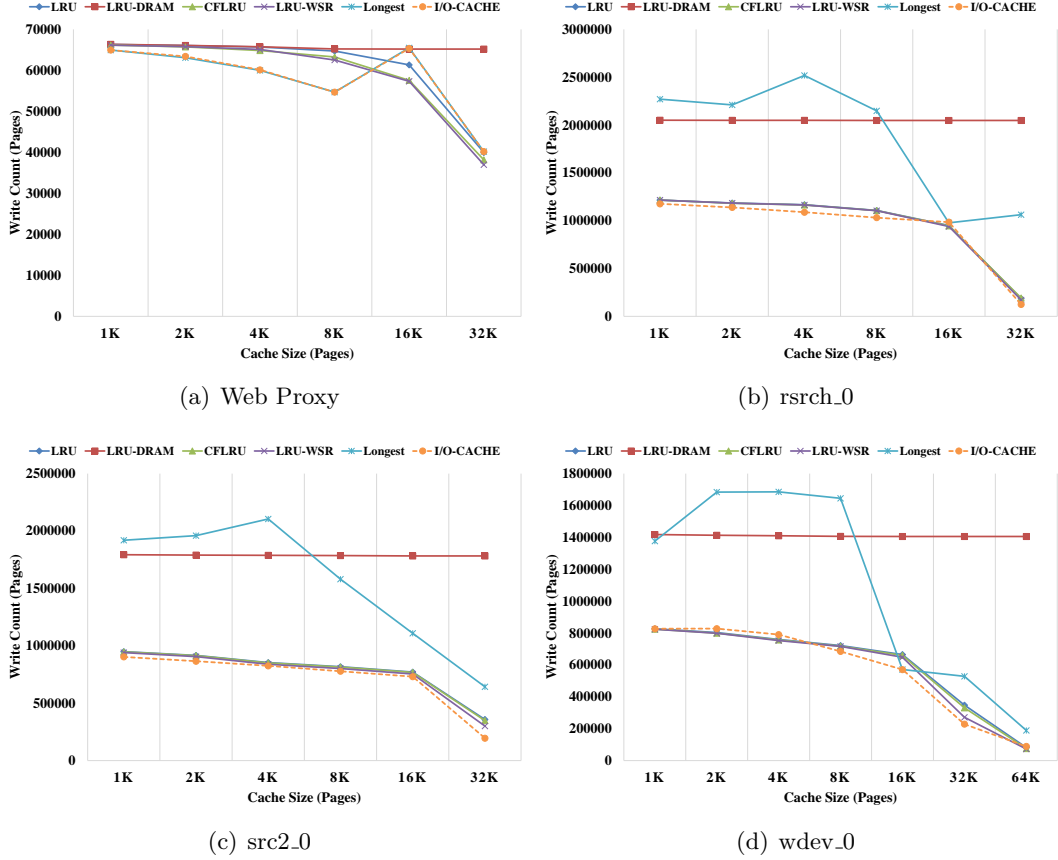 LRU LRU-DRAM CFLRU LRU-WSR Longest I/O-CACHE
70000
60000
50000
40000
30000
20000
10000
0
Write Count (Pages)
1K 2K 4K 8K 16K 32K
Cache Size (Pages)
(a) Web Proxy
LRU LRU-DRAM CFLRU LRU-WSR Longest I/O-CACHE
3000000
2500000
2000000
1500000
1000000
500000
0
Write Count (Pages)
1K 2K 4K 8K 16K 32K
Cache Size (Pages)
(b) rsrch_0
LRU LRU-DRAM CFLRU LRU-WSR Longest I/O-CACHE
2500000
2000000
1500000
1000000
500000
0
Write Count (Pages)
1K 2K 4K 8K 16K 32K
Cache Size (Pages)
(c) src2_0
LRU LRU-DRAM CFLRU LRU-WSR Longest I/O-CACHE
1800000
1600000
1400000
1200000
1000000
800000
600000
400000
200000
0
Write Count (Pages)
1K 2K 4K 8K 16K 32K 64K
Cache Size (Pages)
(d) wdev_0